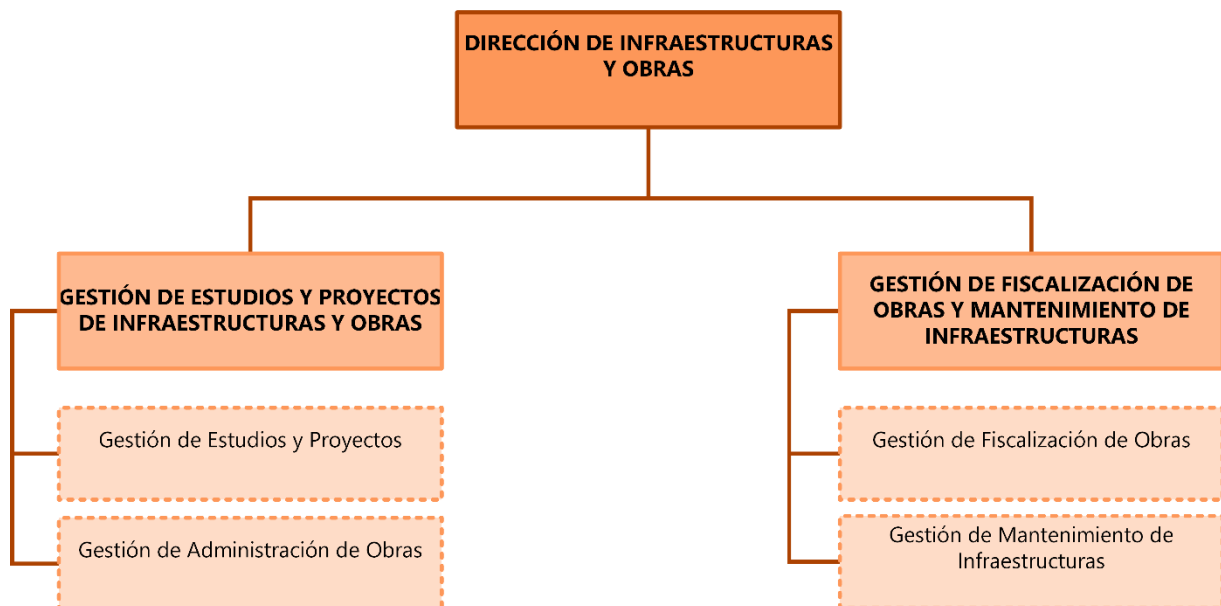 DIRECCIÓN DE INFRAESTRUCTURAS
Y OBRAS
GESTIÓN DE ESTUDIOS Y PROYECTOS
DE INFRAESTRUCTURAS Y OBRAS
Gestión de Estudios y Proyectos
Gestión de Administración de Obras
GESTIÓN DE FISCALIZACIÓN DE
OBRAS Y MANTENIMIENTO DE
INFRAESTRUCTURAS
Gestión de Fiscalización de Obras
Gestión de Mantenimiento de
Infraestructuras